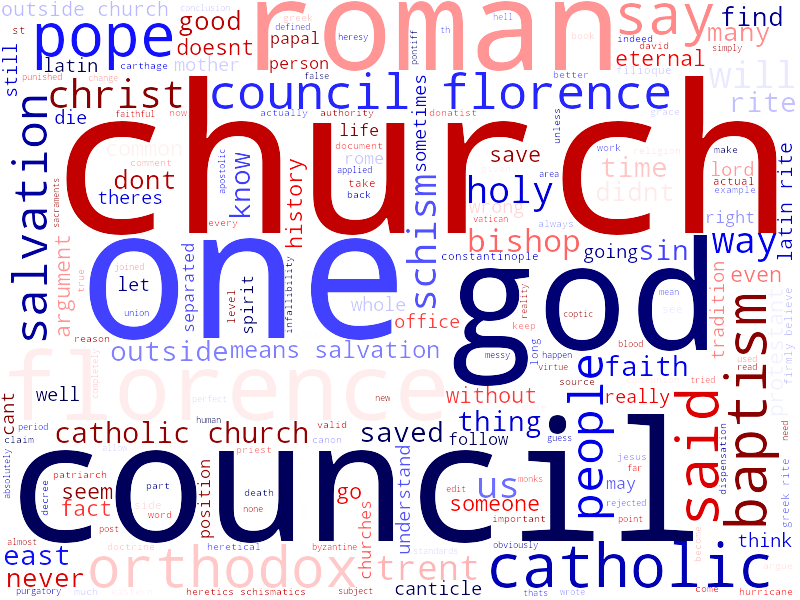 outside church
st
conclusion
good
greek
defined
hell
roman
say
book
th
find
many
david
simply
indeed
pope
latin
carthage
doesnt
mother
papal
person
heresy
pontiff
false
better
eternal
filioque
will
rite
still
punished
change
christ
council florence
faithful
now
actually
authority
donatist
grace
unless
die
common
comment
church
life
document
rome
applied
take
back
sometimes
save
time
didnt
work
religion
make
lord
actual
example
area
salvation
dont
theres
sacraments
apostolic
know
every
history
schism
holy
wrong
vatican
always
bishop
constantinople
going
sin
right
way
latin rite
argument
true
joined
let
union
one
separated
level
spirit
infallibility
whole
office
reality
keep
coptic
god
mean
see
tradition
even
protestant
firmly believe
used
read
reason
outside
means salvation
completely
florence
perfect
new
messy
long
happen
virtue
blood
source
faith
people
really
tried
baptism
said
cant
well
without
thing
human
period
claim
catholic church
saved
follow
valid
canon
priest
guess
jesus
far
may
need
dispensation
absolutely
council
patriarch
seem
fact
decree
part
side
word
post
death
none
position
go
understand
churches
us
edit
monks
someone
important
rejected
point
greek rite
almost
east
never
doctrine
heretical
byzantine
standards
obviously
become
think
orthodox
trent
catholic
argue
purgatory
much
eastern
heretics schismatics
subject
canticle
thats
wrote
come
hurricane